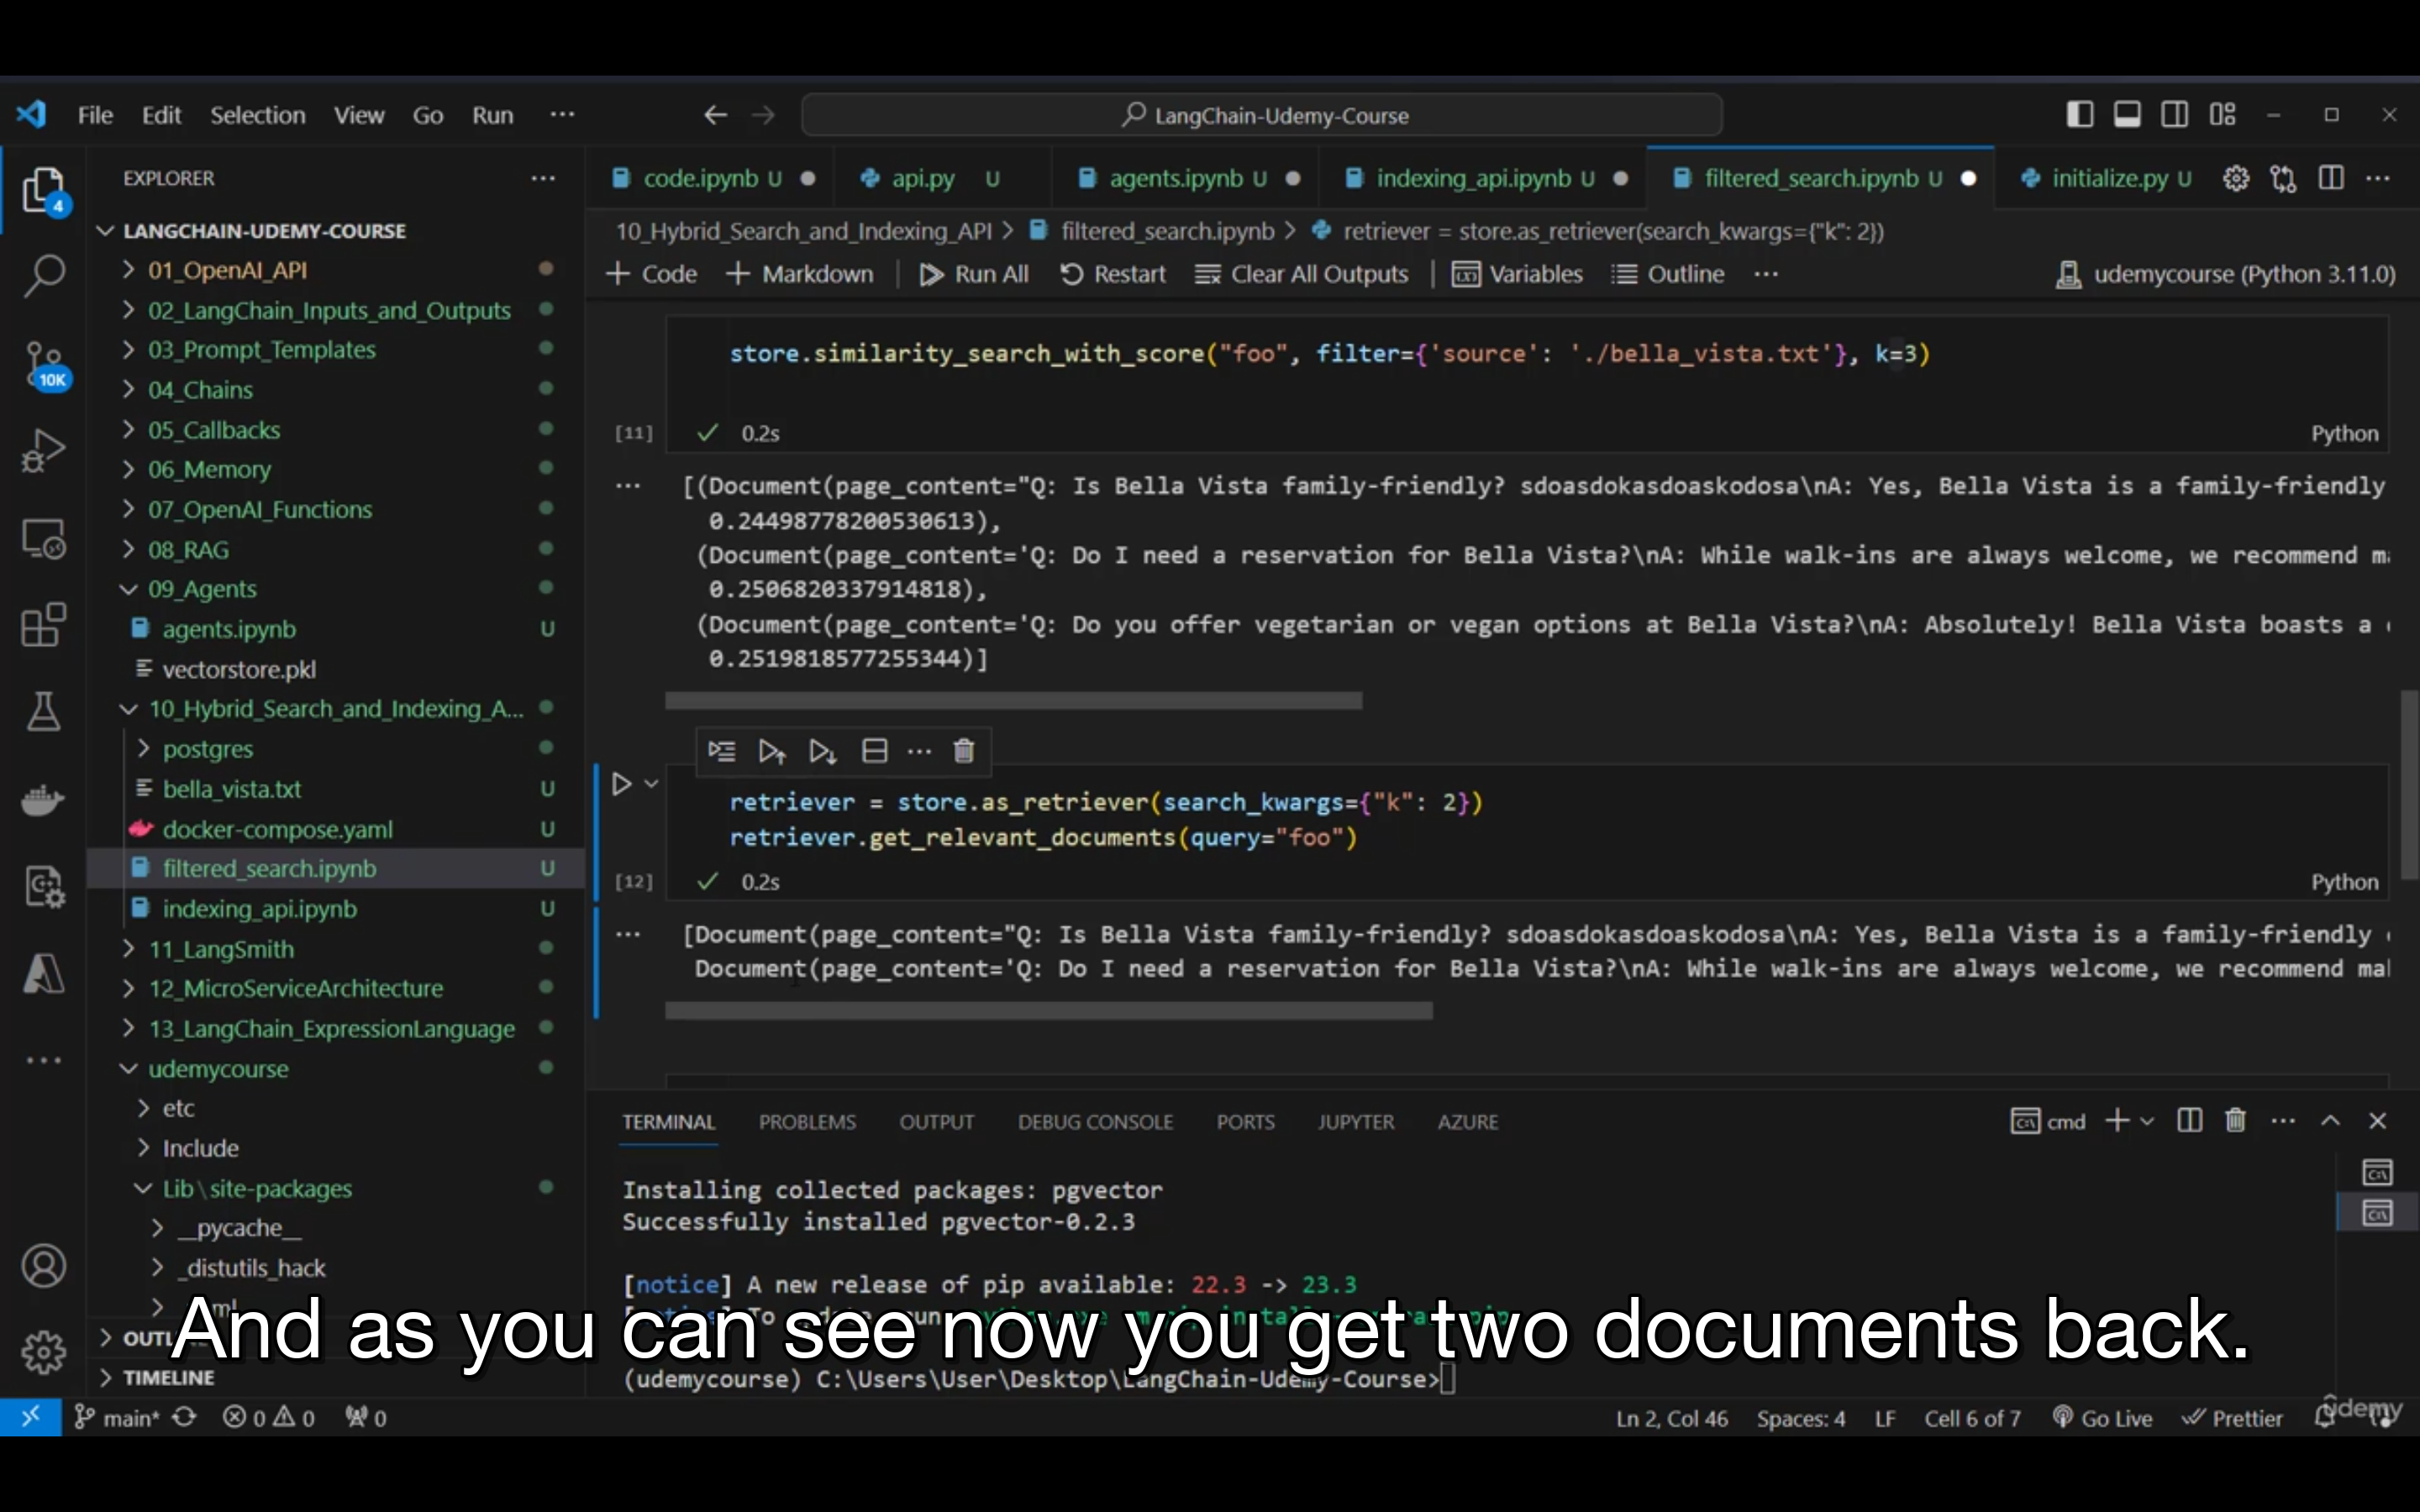 File Edit Selection View Go Run ··· LangChain-Udemy-Course
EXPLORER ···
4
10K
LANGCHAIN-UDEMY-COURSE
01_OpenAI_API
02_LangChain_Inputs_and_Outputs
03_Prompt_Templates
04_Chains
05_Callbacks
06_Memory
07_OpenAI_Functions
08_RAG
09_Agents
agents.ipynb U
vectorstore.pkl
10_Hybrid_Search_and_Indexing_A...
postgres
bella_vista.txt U
docker-compose.yaml U
filtered_search.ipynb U
indexing_api.ipynb U
11_LangSmith
12_MicroServiceArchitecture
13_LangChain_ExpressionLanguage
udemycourse
etc
Include
Lib\site-packages
__pycache__
_distutils_hack
TIMELINE
code.ipynb U api.py U agents.ipynb U indexing_api.ipynb U filtered_search.ipynb U initialize.py U ···
10_Hybrid_Search_and_Indexing_API > filtered_search.ipynb > retriever = store.as_retriever(search_kwargs={"k": 2})
+ Code + Markdown Run All Restart Clear All Outputs Variables Outline ··· udemycourse (Python 3.11.0)
store.similarity_search_with_score("foo", filter={'source': './bella_vista.txt'}, k=3)
[11] ✓ 0.2s Python
[(Document(page_content="Q: Is Bella Vista family-friendly? sdoasdokasdoaskodosa\nA: Yes, Bella Vista is a family-friendly
0.24498778200530613),
(Document(page_content='Q: Do I need a reservation for Bella Vista?\nA: While walk-ins are always welcome, we recommend
0.2506820337914818),
(Document(page_content='Q: Do you offer vegetarian or vegan options at Bella Vista?\nA: Absolutely! Bella Vista boasts a
0.2519818577255344)]
retriever = store.as_retriever(search_kwargs={"k": 2})
retriever.get_relevant_documents(query="foo")
[12] ✓ 0.2s Python
[Document(page_content="Q: Is Bella Vista family-friendly? sdoasdokasdoaskodosa\nA: Yes, Bella Vista is a family-friendly
Document(page_content='Q: Do I need a reservation for Bella Vista?\nA: While walk-ins are always welcome, we recommend
TERMINAL PROBLEMS OUTPUT DEBUG CONSOLE PORTS JUPYTER AZURE cmd
Installing collected packages: pgvector
Successfully installed pgvector-0.2.3
[notice] A new release of pip available: 22.3 -> 23.3
And as you can see now you get two documents back.
(udemycourse) C:\Users\User\Desktop\LangChain-Udemy-Course>
main* 0 0 0 Ln 2, Col 46 Spaces: 4 LF Cell 6 of 7 Go Live Prettier
ûdemy